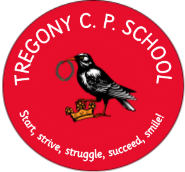 TREGONY C. P. SCHOOL
Start, strive, struggle, succeed, smile!